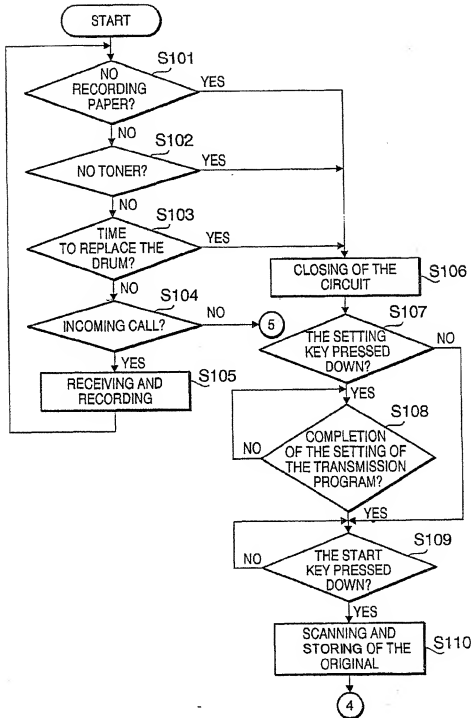 START
S101
NO
RECORDING
PAPER?
YES
NO
S102
NO TONER?
YES
NO
S103
TIME
TO REPLACE THE
DRUM?
YES
NO
S104
INCOMING CALL?
NO
5
YES
S105
RECEIVING AND
RECORDING
S106
CLOSING OF THE
CIRCUIT
S107
THE SETTING
KEY PRESSED
DOWN?
NO
YES
S108
COMPLETION
OF THE SETTING OF
THE TRANSMISSION
PROGRAM?
NO
YES
S109
THE START
KEY PRESSED
DOWN?
NO
YES
SCANNING AND
STORING OF THE
ORIGINAL
S110
4